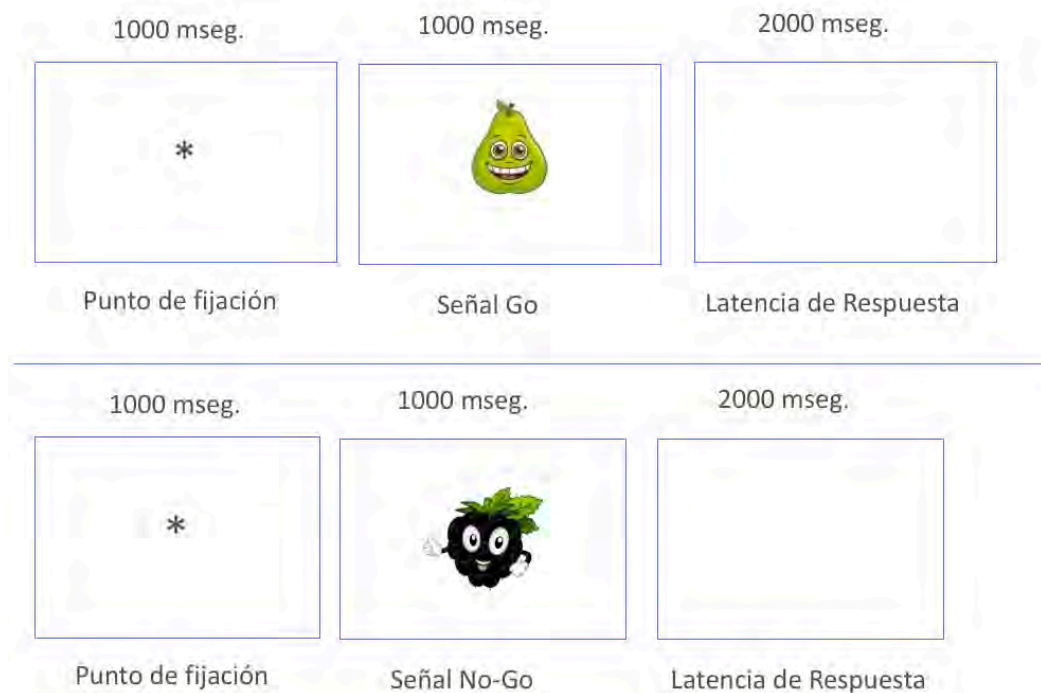 1000 mseg. 1000 mseg. 2000 mseg.
*
Punto de fijación Señal Go Latencia de Respuesta
1000 mseg. 1000 mseg. 2000 mseg.
*
Punto de fijación Señal No-Go Latencia de Respuesta